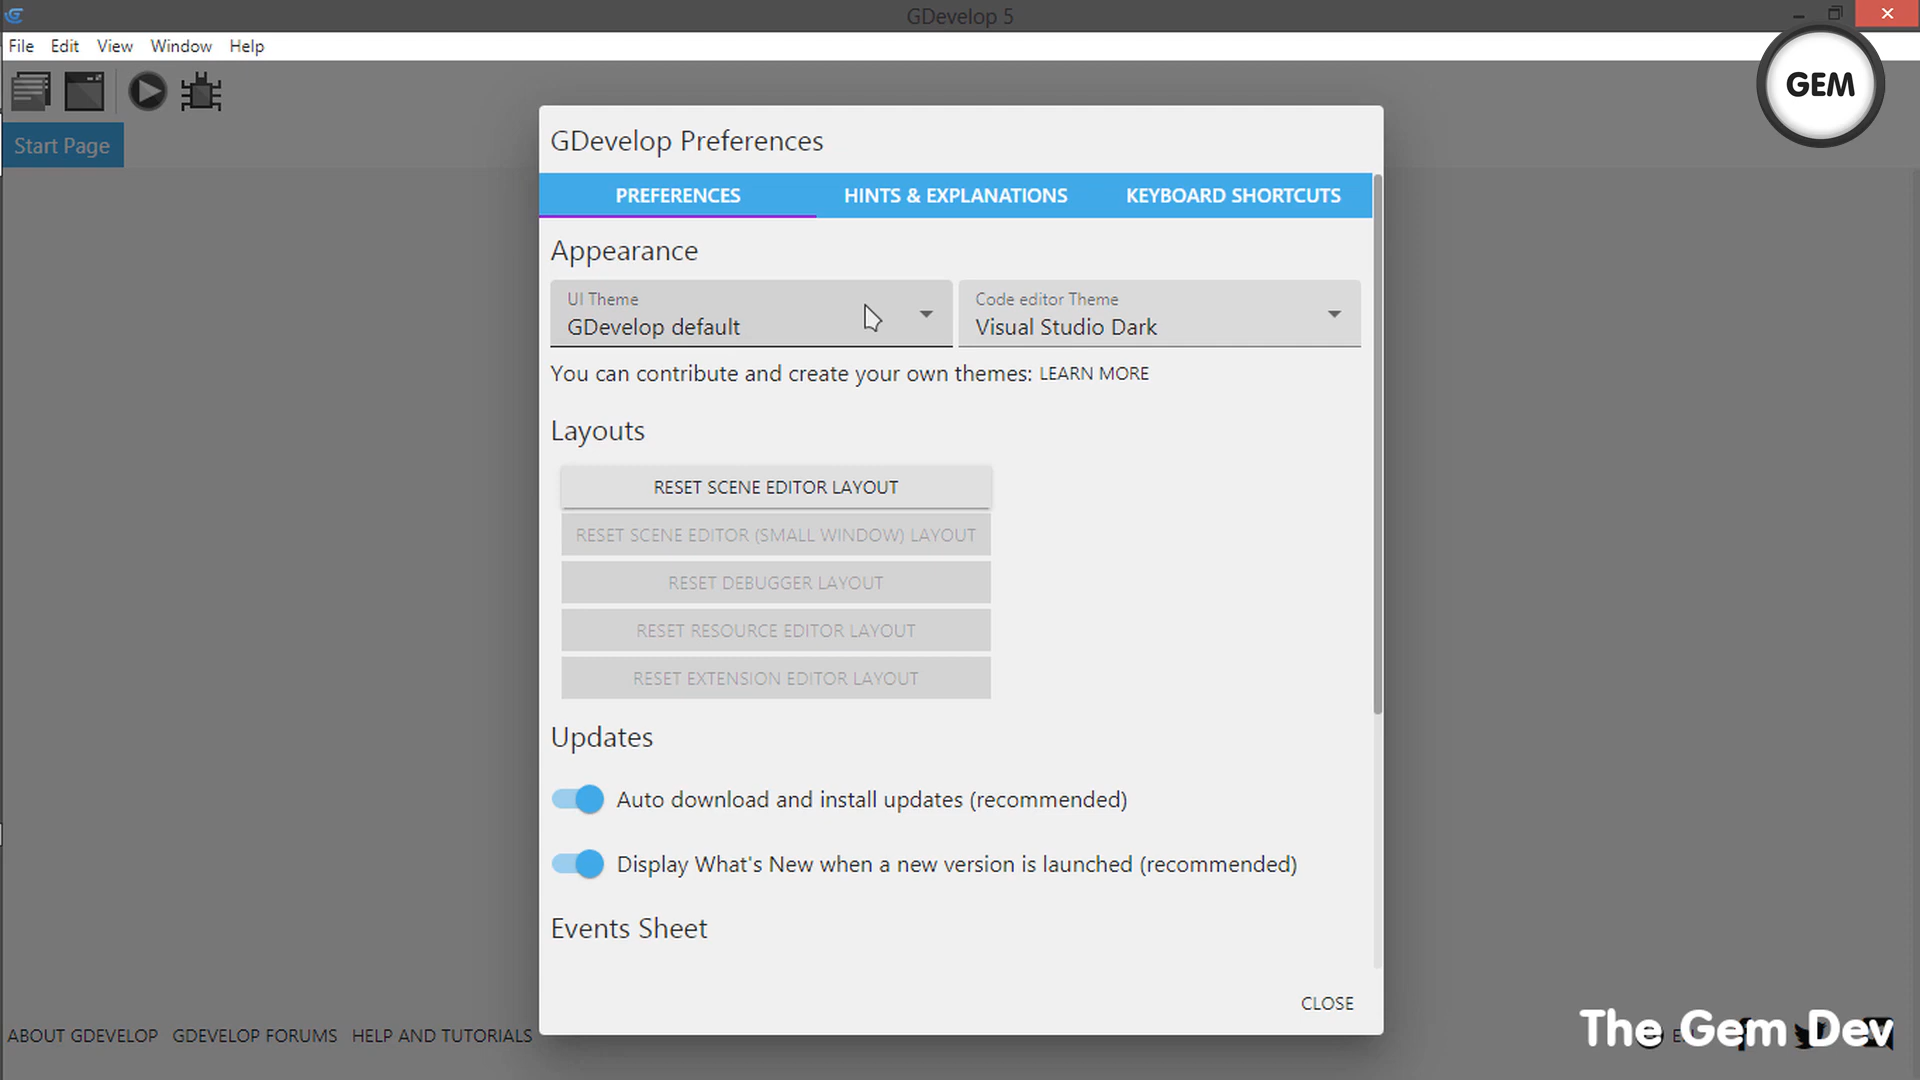 GDevelop 5
File Edit View Window Help
GEM
Start Page
GDevelop Preferences
PREFERENCES HINTS & EXPLANATIONS KEYBOARD SHORTCUTS
Appearance
UI Theme
GDevelop default
Code editor Theme
Visual Studio Dark
You can contribute and create your own themes: LEARN MORE
Layouts
RESET SCENE EDITOR LAYOUT
RESET SCENE EDITOR (SMALL WINDOW) LAYOUT
RESET DEBUGGER LAYOUT
RESET RESOURCE EDITOR LAYOUT
RESET EXTENSION EDITOR LAYOUT
Updates
Auto download and install updates (recommended)
Display What's New when a new version is launched (recommended)
Events Sheet
CLOSE
ABOUT GDEVELOP GDEVELOP FORUMS HELP AND TUTORIALS
The Gem Dev